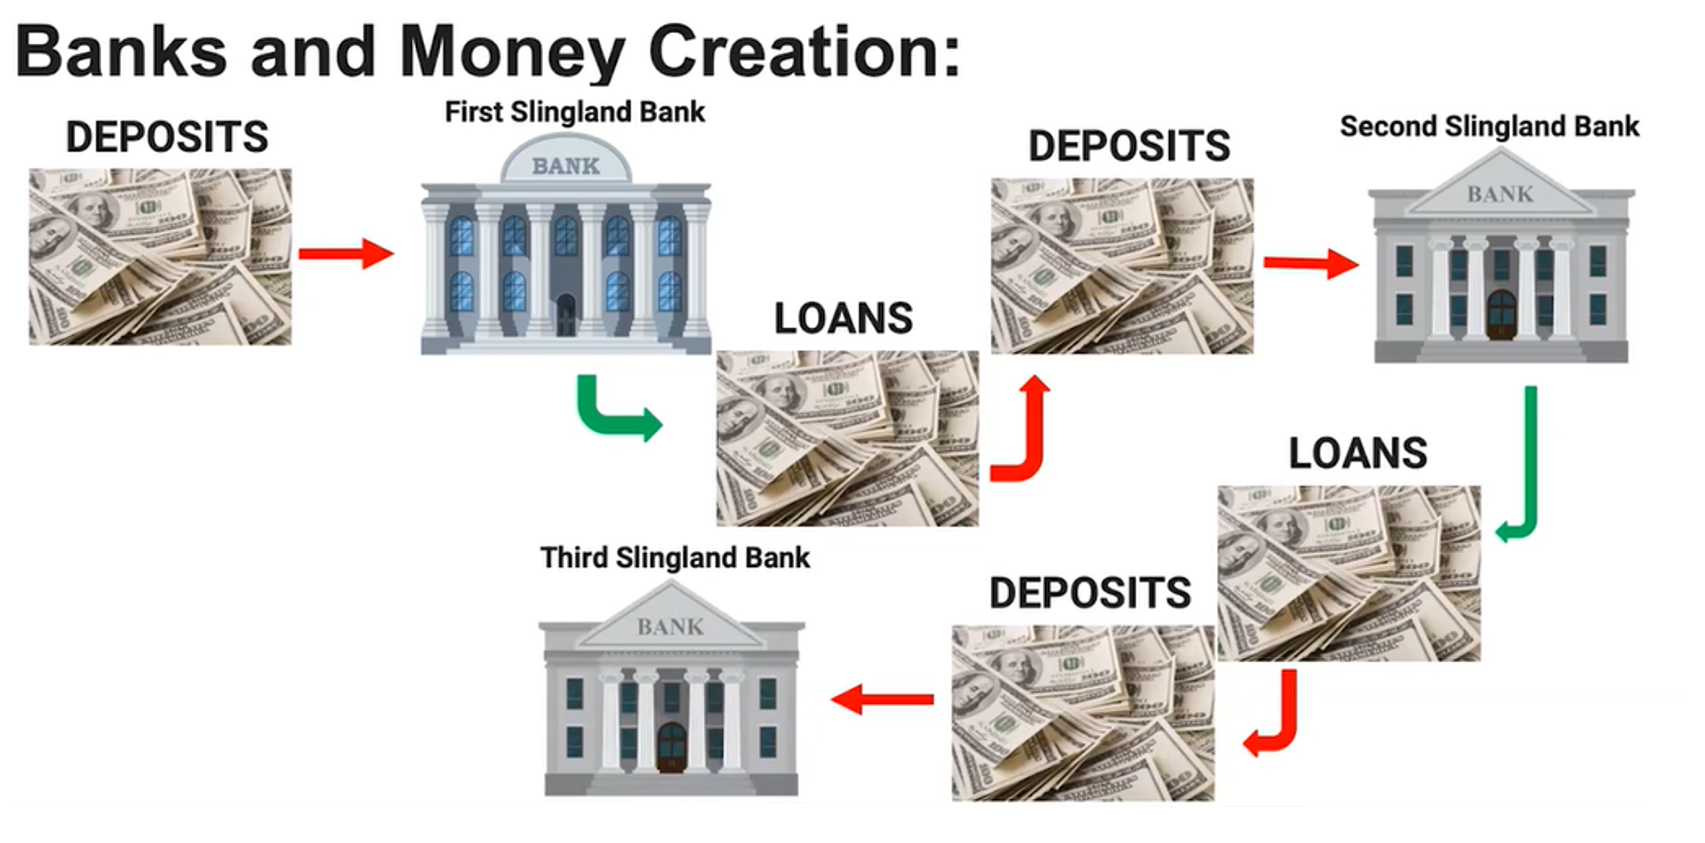 Banks and Money Creation:
First Slingland Bank
DEPOSITS
BANK
DEPOSITS
Second Slingland Bank
BANK
LOANS
LOANS
Third Slingland Bank
BANK
DEPOSITS